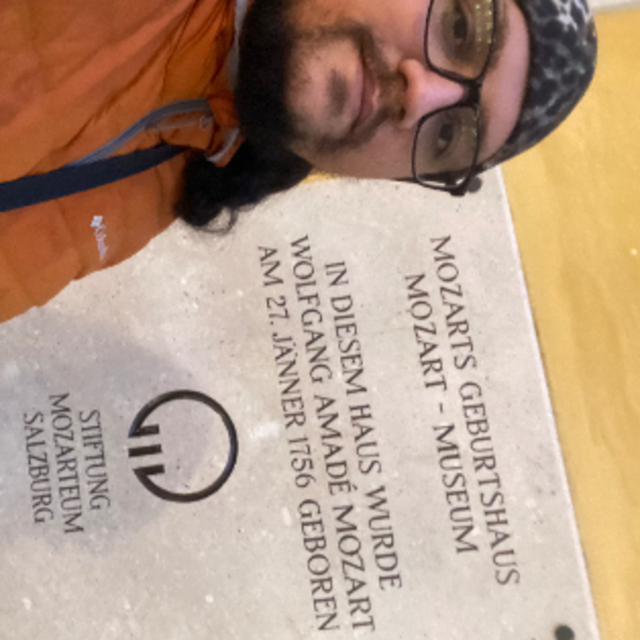 MOZARTS GEBURTSHAUS
MOZART - MUSEUM
IN DIESEM HAUS WURDE
WOLFGANG AMADÉ MOZART
AM 27. JÄNNER 1756 GEBOREN
STIFTUNG
MOZARTEUM
SALZBURG